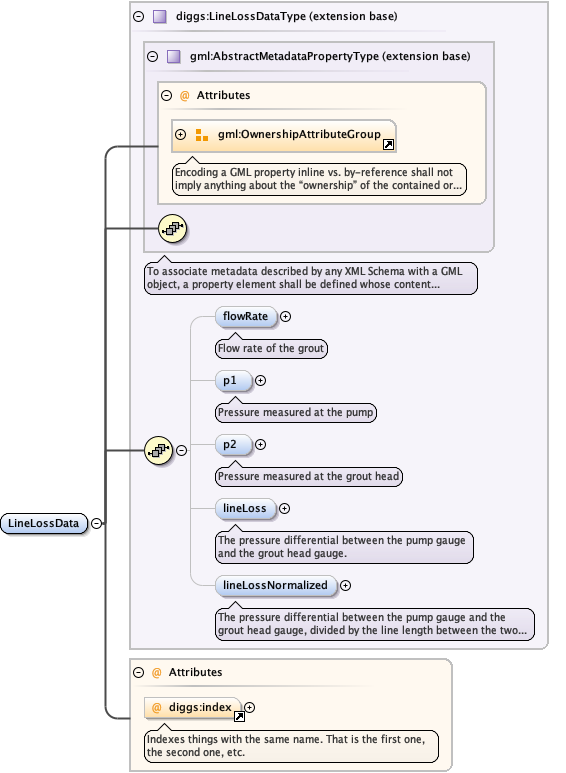 diggs:LineLossDataType (extension base)
gml:AbstractMetadataPropertyType (extension base)
@ Attributes
gml:OwnershipAttributeGroup
Encoding a GML property inline vs. by-reference shall not
imply anything about the “ownership” of the contained or...
To associate metadata described by any XML Schema with a GML
object, a property element shall be defined whose content...
flowRate
Flow rate of the grout
p1
Pressure measured at the pump
p2
Pressure measured at the grout head
lineLoss
The pressure differential between the pump gauge
and the grout head gauge.
lineLossNormalized
The pressure differential between the pump gauge and the
grout head gauge, divided by the line length between the two...
LineLossData
@ Attributes
@ diggs:index
Indexes things with the same name. That is the first one,
the second one, etc.